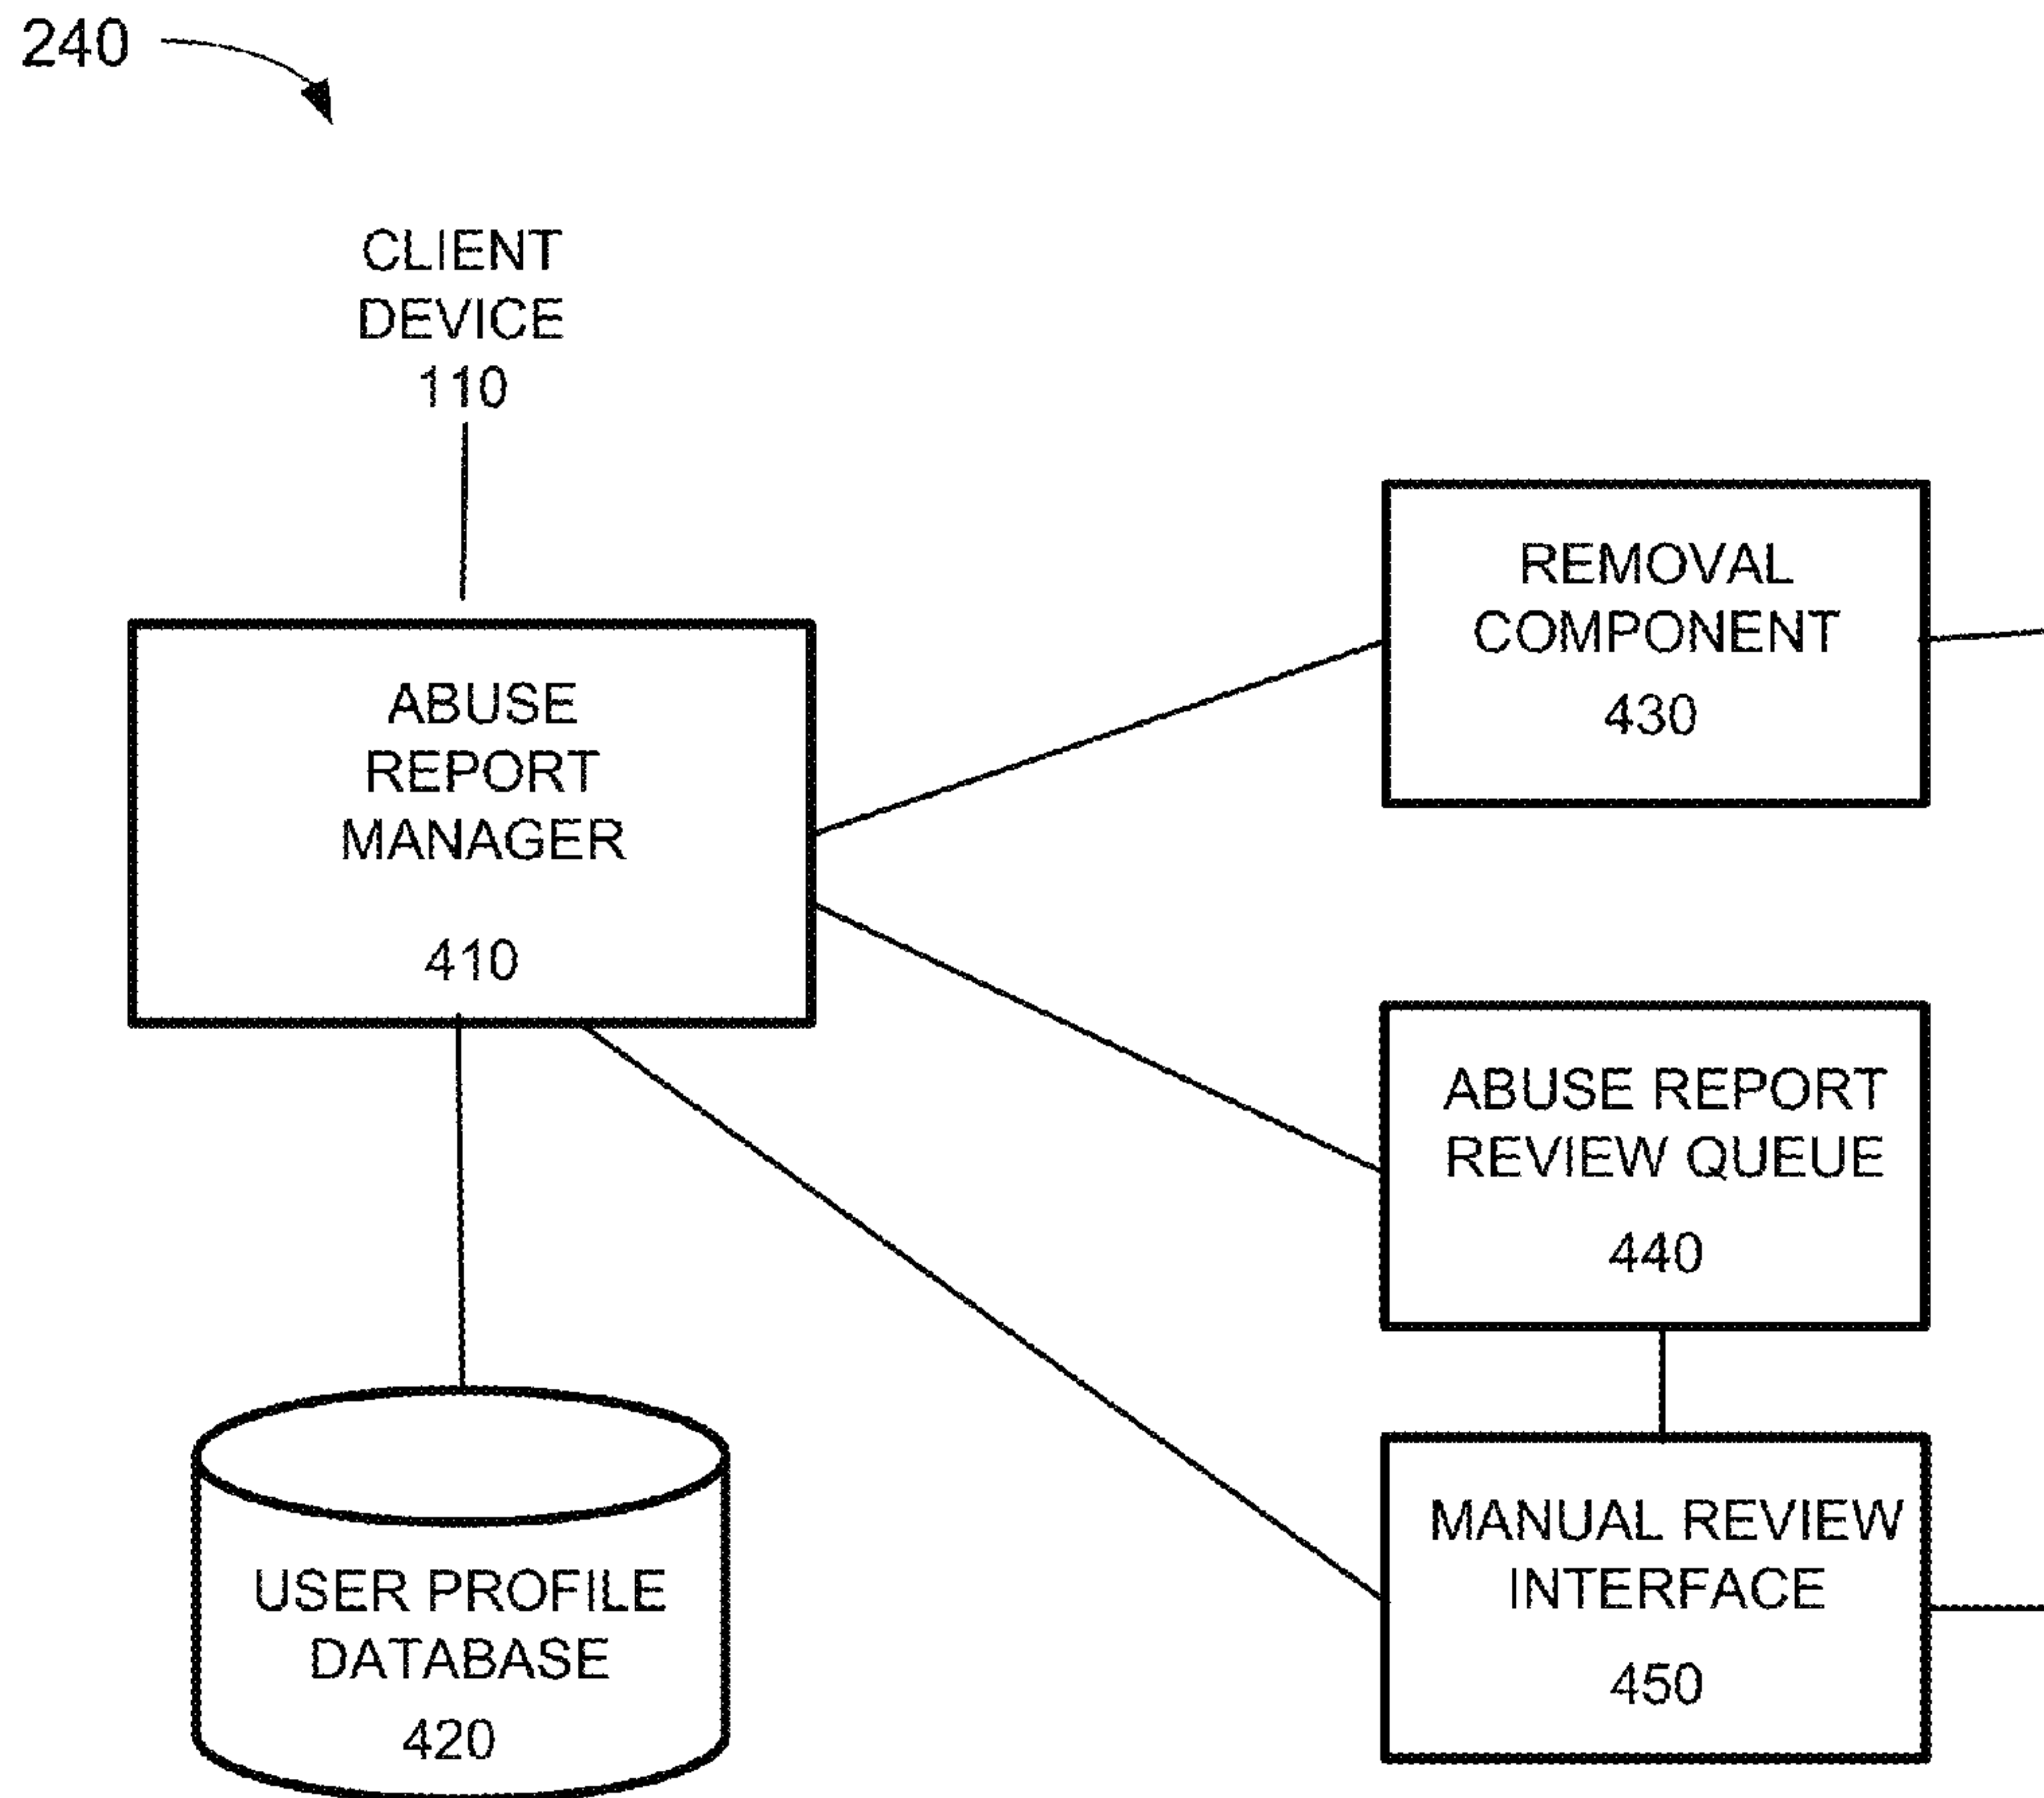 240
CLIENT
DEVICE
110
ABUSE
REPORT
MANAGER
410
REMOVAL
COMPONENT
430
ABUSE REPORT
REVIEW QUEUE
440
USER PROFILE
DATABASE
420
MANUAL REVIEW
INTERFACE
450